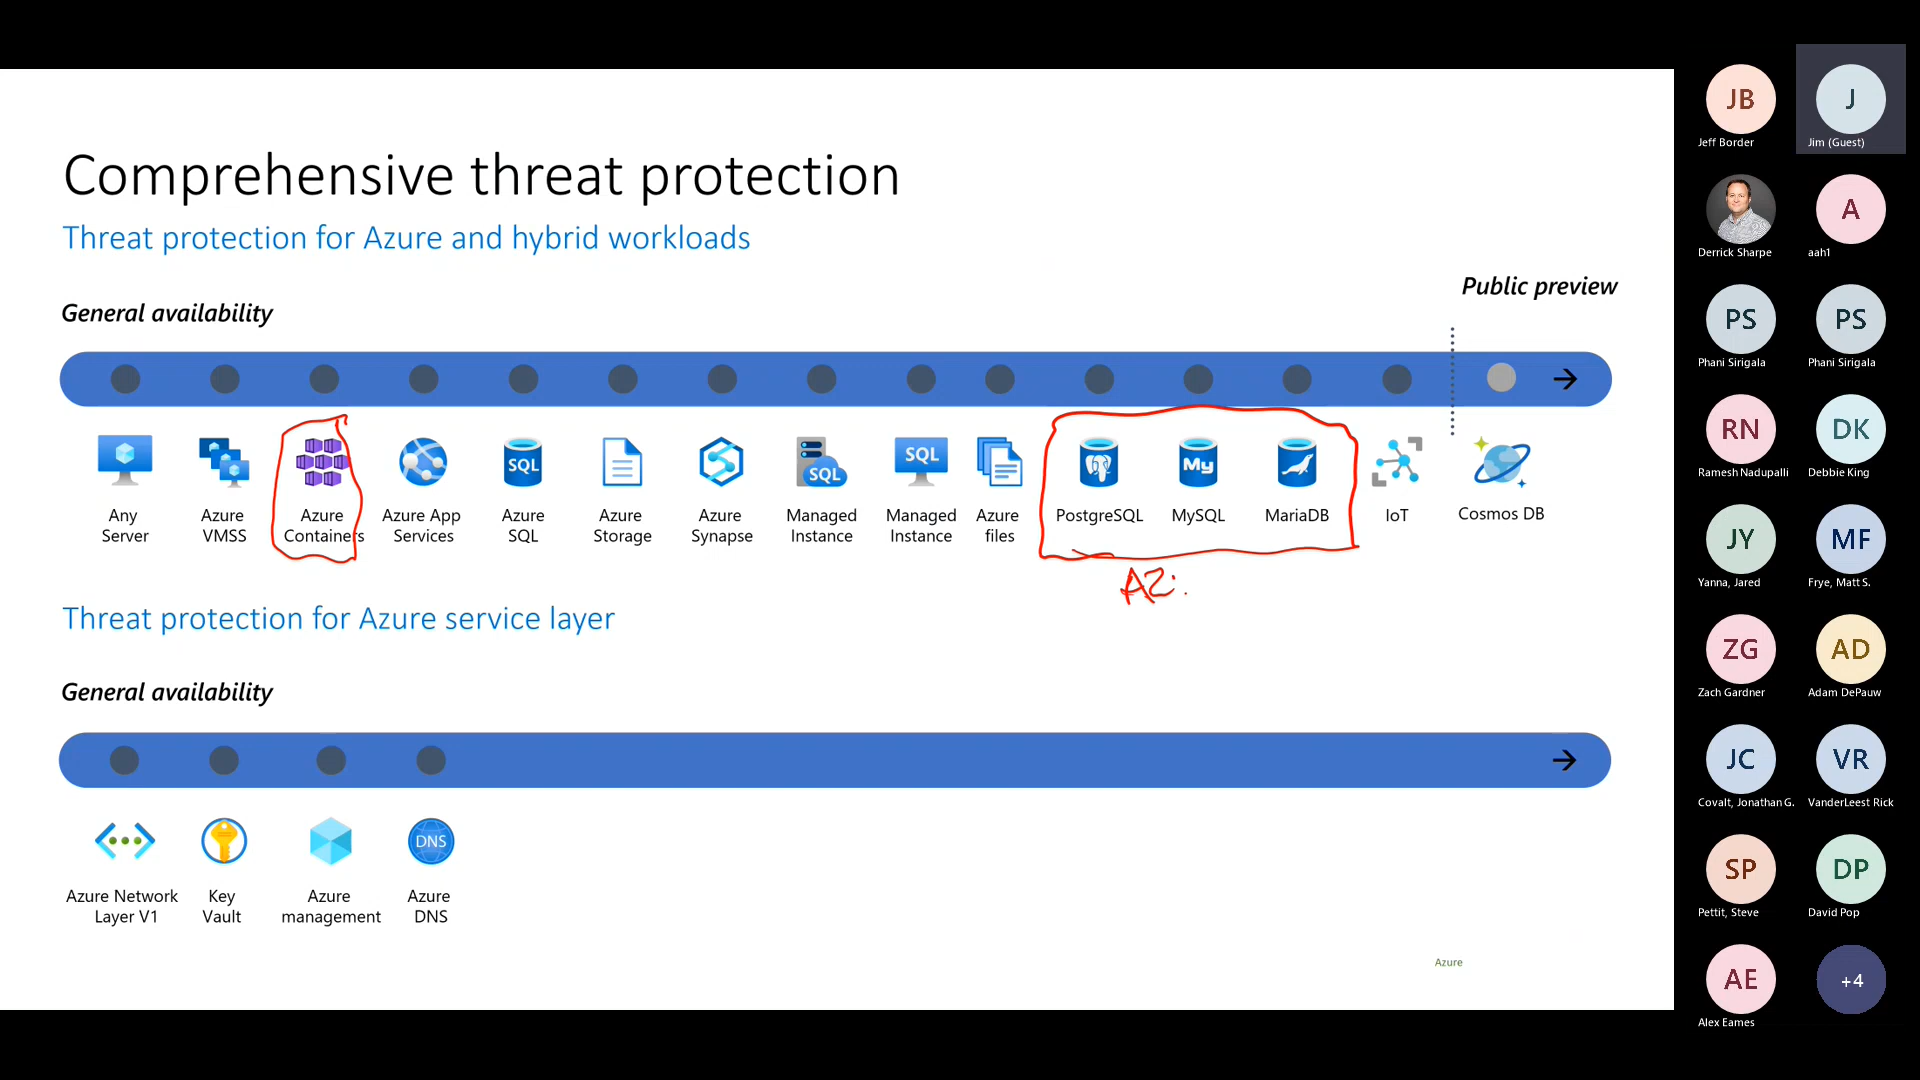 Comprehensive threat protection
Threat protection for Azure and hybrid workloads
Public preview
General availability
SQL
SQL
SQL
My
Any Server
Azure VMSS
Azure Containers
Azure App Services
Azure SQL
Azure Storage
Azure Synapse
Managed Instance
Managed Instance
Azure files
PostgreSQL
MySQL
MariaDB
IoT
Cosmos DB
AZ:
Threat protection for Azure service layer
General availability
DNS
Azure Network Layer V1
Key Vault
Azure management
Azure DNS
Azure
JB
Jeff Border
J
Jim (Guest)
Derrick Sharpe
A
aah1
PS
Phani Sirigala
PS
Phani Sirigala
RN
Ramesh Nadupalli
DK
Debbie King
JY
Yanna, Jared
MF
Frye, Matt S.
ZG
Zach Gardner
AD
Adam DePauw
JC
Covalt, Jonathan G.
VR
VanderLeest Rick
SP
Pettit, Steve
DP
David Pop
AE
Alex Eames
+4